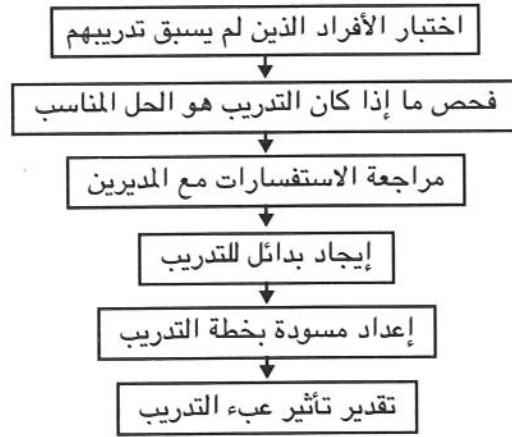 اختبار الأفراد الذين لم يسبق تدريبهم
فحص ما إذا كان التدريب هو الحل المناسب
مراجعة الاستفسارات مع المديرين
إيجاد بدائل للتدريب
إعداد مسودة بخطة التدريب
تقدير تأثير عبء التدريب